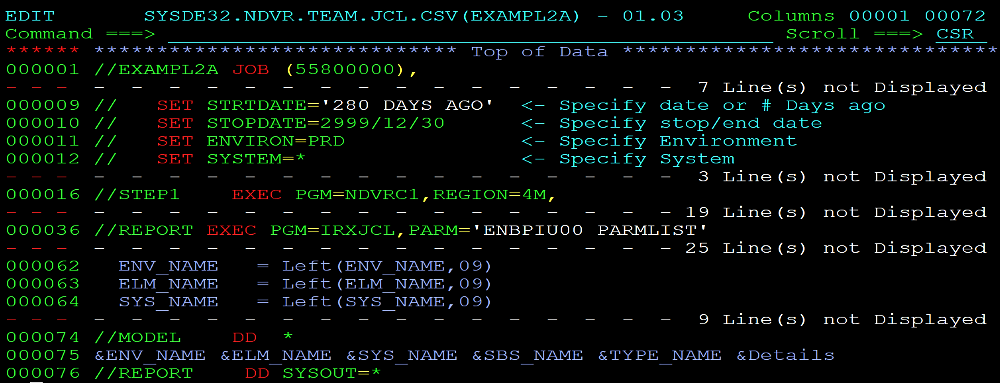 EDIT       SYSDE32.NDVR.TEAM.JCL.CSV(EXAMPL2A) - 01.03     Columns 00001 00072
Command ===>                                                  Scroll ===> CSR
****** ***************************** Top of Data ******************************
000001 //EXAMPL2A JOB (55800000),
- - -  -  -  -  -  -  -  -  -  -  -  -  -  -  -  -  -  7 Line(s) not Displayed
000009 //   SET STRTDATE='280 DAYS AGO'  <- Specify date or # Days ago
000010 //   SET STOPDATE=2999/12/30      <- Specify stop/end date
000011 //   SET ENVIRON=PRD              <- Specify Environment
000012 //   SET SYSTEM=*                 <- Specify System
- - -  -  -  -  -  -  -  -  -  -  -  -  -  -  -  -  -  3 Line(s) not Displayed
000016 //STEP1    EXEC PGM=NDVRC1,REGION=4M,
- - -  -  -  -  -  -  -  -  -  -  -  -  -  -  -  -  - 19 Line(s) not Displayed
000036 //REPORT EXEC PGM=IRXJCL,PARM='ENBPIU00 PARMLIST'
- - -  -  -  -  -  -  -  -  -  -  -  -  -  -  -  -  - 25 Line(s) not Displayed
000062   ENV_NAME   = Left(ENV_NAME,09)
000063   ELM_NAME   = Left(ELM_NAME,09)
000064   SYS_NAME   = Left(SYS_NAME,09)
- - -  -  -  -  -  -  -  -  -  -  -  -  -  -  -  -  -  9 Line(s) not Displayed
000074 //MODEL    DD  *
000075 &ENV_NAME &ELM_NAME &SYS_NAME &SBS_NAME &TYPE_NAME &Details
000076 //REPORT    DD SYSOUT=*